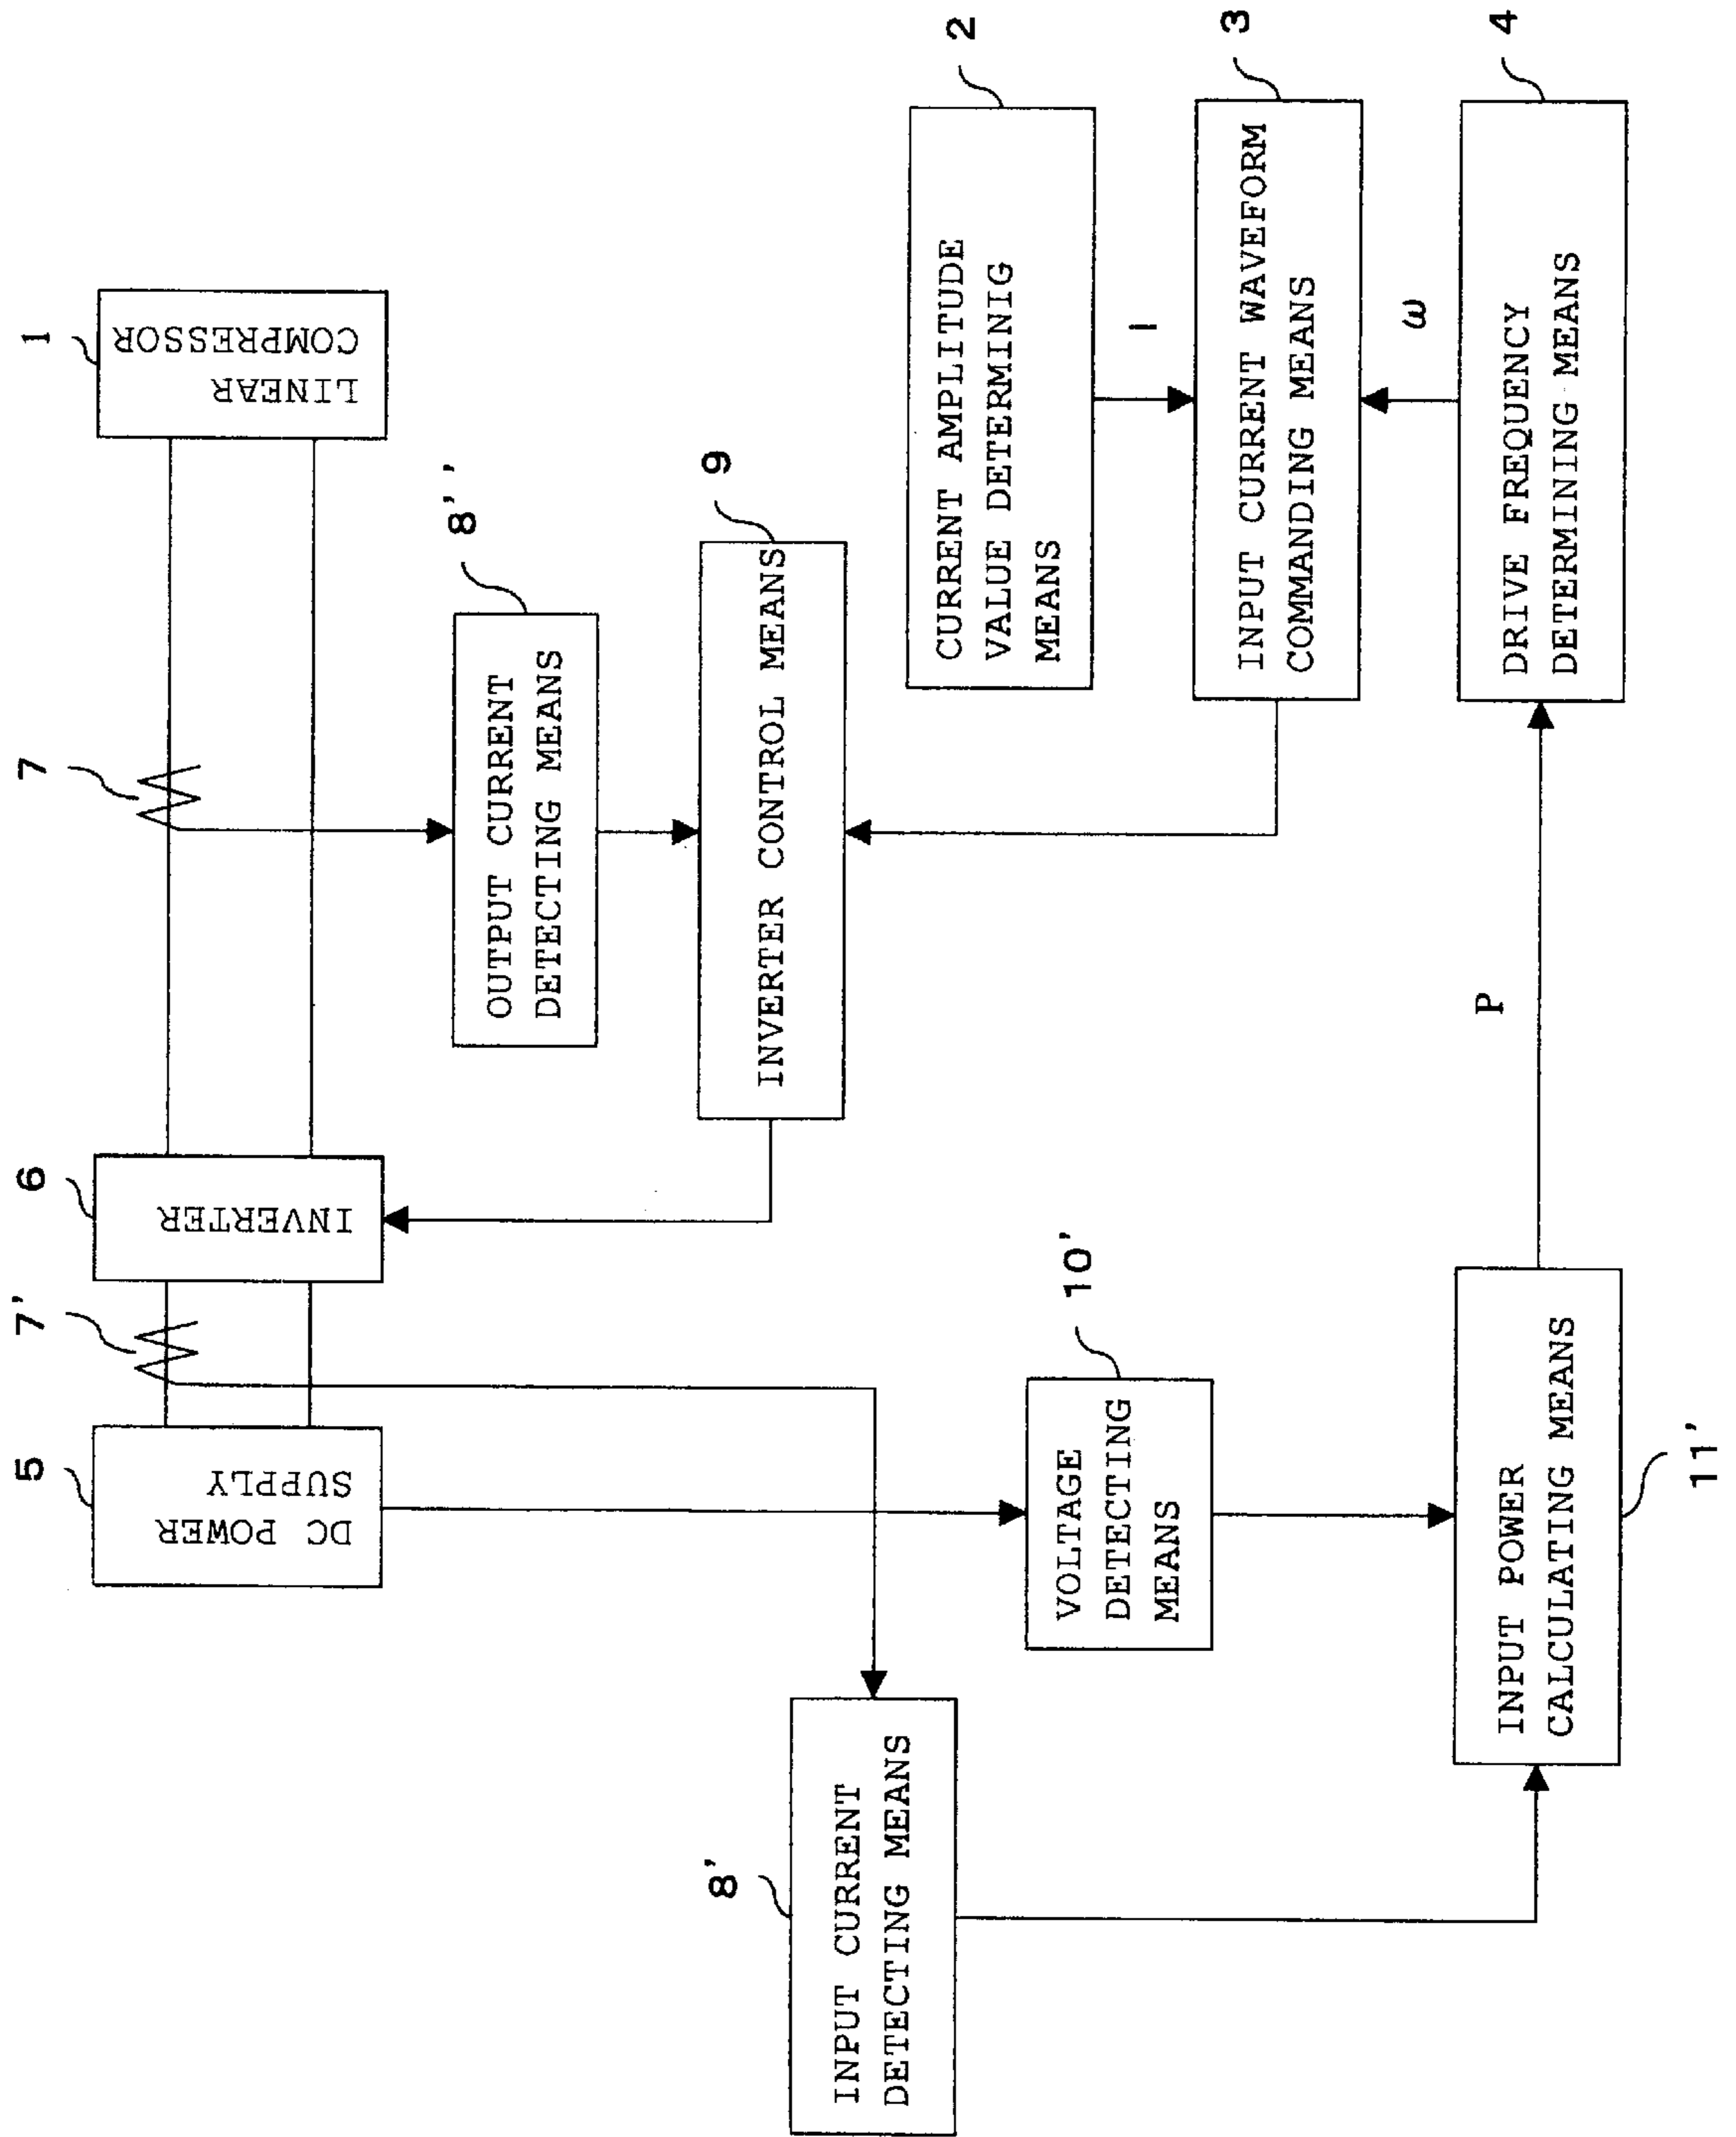 5
7'
6
7
1
DC POWER
SUPPLY
INVERTER
LINEAR
COMPRESSOR
8''
OUTPUT CURRENT
DETECTING MEANS
9
INVERTER CONTROL MEANS
8'
INPUT CURRENT
DETECTING MEANS
10'
VOLTAGE
DETECTING
MEANS
2
CURRENT AMPLITUDE
VALUE DETERMINIG
MEANS
I
3
INPUT CURRENT WAVEFORM
COMMANDING MEANS
ω
4
DRIVE FREQUENCY
DETERMINING MEANS
P
INPUT POWER
CALCULATING MEANS
11'